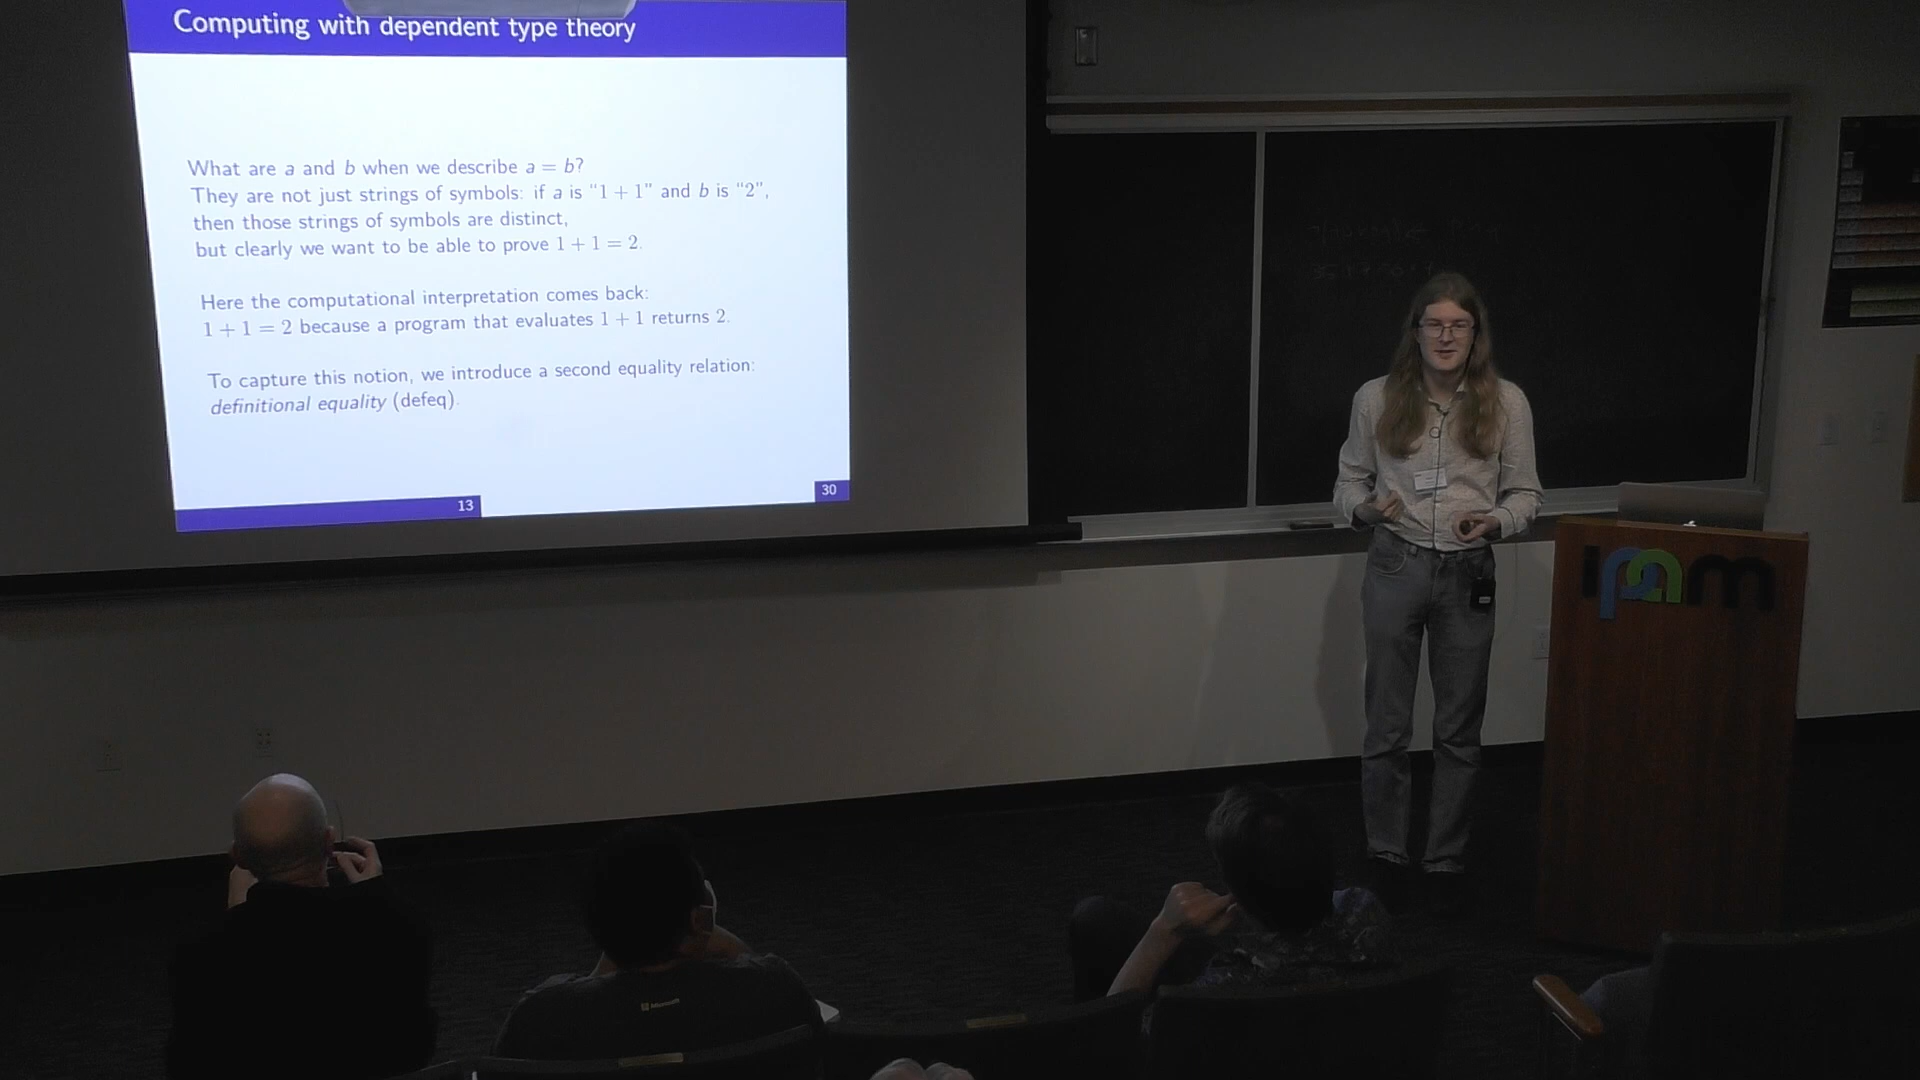 Computing with dependent type theory
What are a and b when we describe a = b?
They are not just strings of symbols: if a is “1 + 1” and b is “2”,
then those strings of symbols are distinct,
but clearly we want to be able to prove 1 + 1 = 2.
Here the computational interpretation comes back:
1 + 1 = 2 because a program that evaluates 1 + 1 returns 2.
To capture this notion, we introduce a second equality relation:
definitional equality (defeq).
13
30
ipam
Microsoft